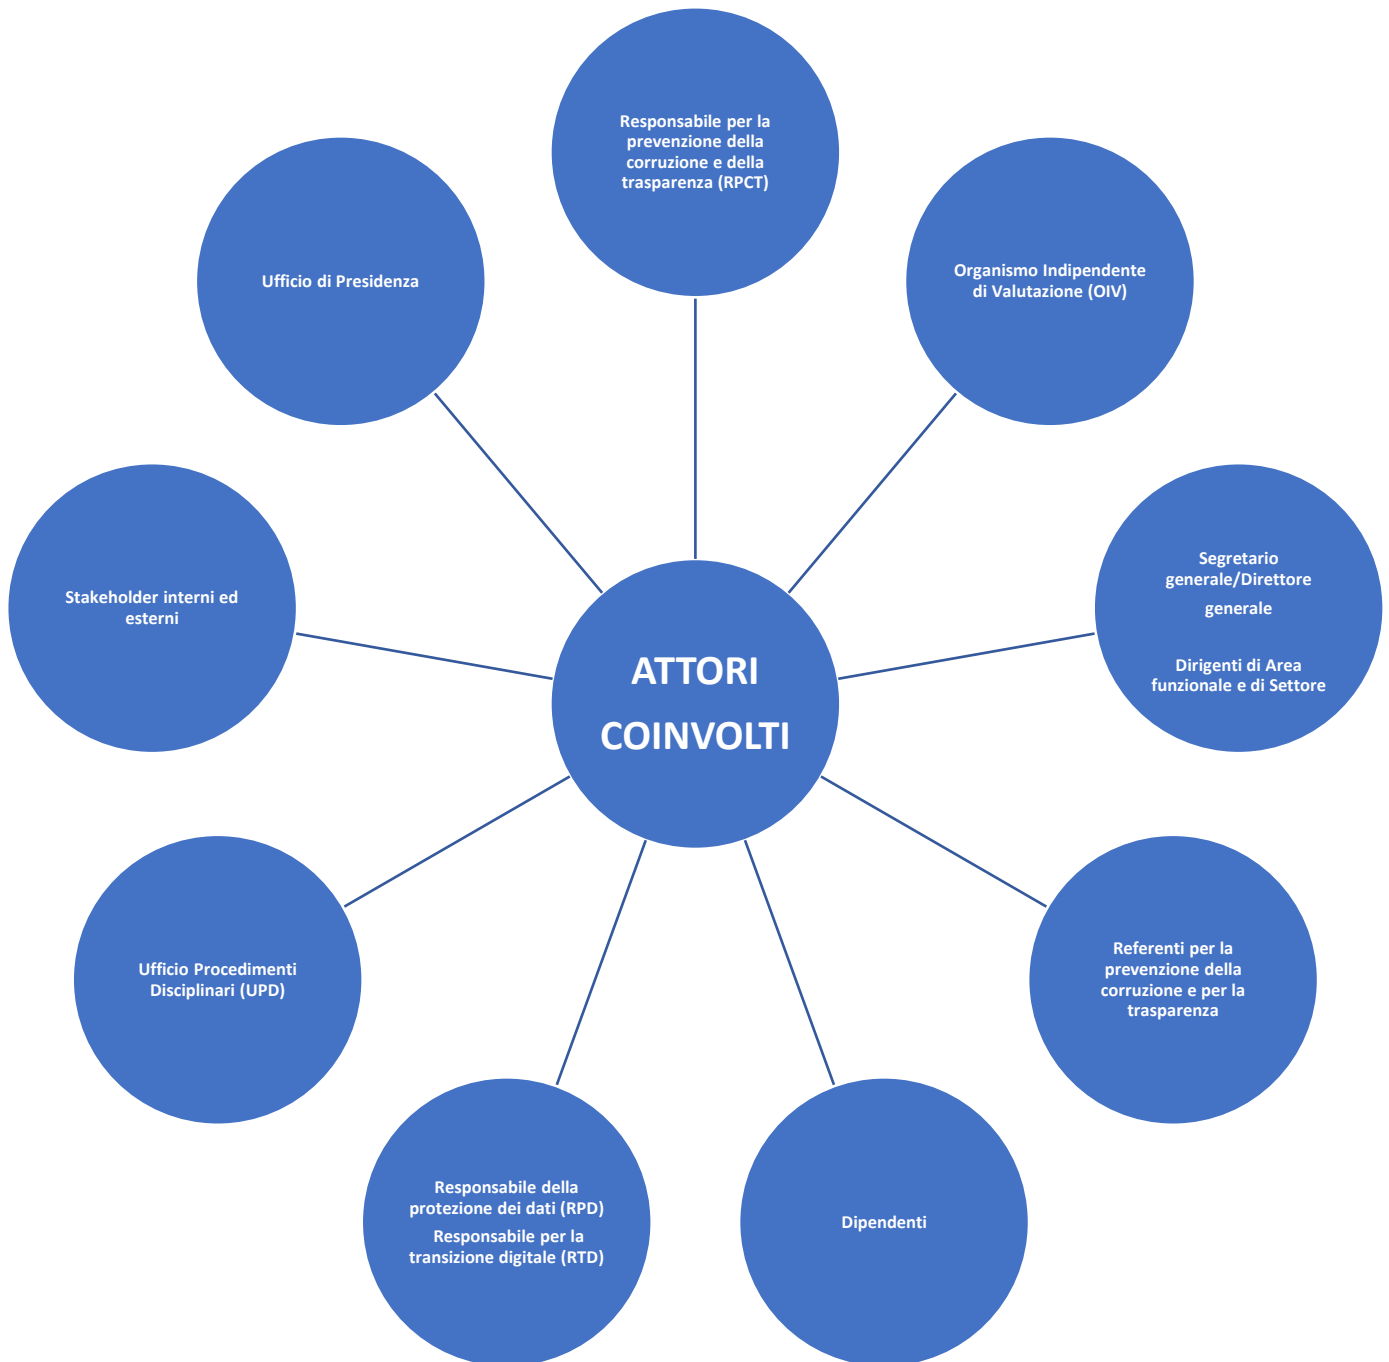 Responsabile per la
prevenzione della
corruzione e della
trasparenza (RPCT)
Ufficio di Presidenza
Organismo Indipendente
di Valutazione (OIV)
Stakeholder interni ed
esterni
Segretario
generale/Direttore
generale
Dirigenti di Area
funzionale e di Settore
ATTORI
COINVOLTI
Ufficio Procedimenti
Disciplinari (UPD)
Referenti per la
prevenzione della
corruzione e per la
trasparenza
Responsabile della
protezione dei dati (RPD)
Responsabile per la
transizione digitale (RTD)
Dipendenti